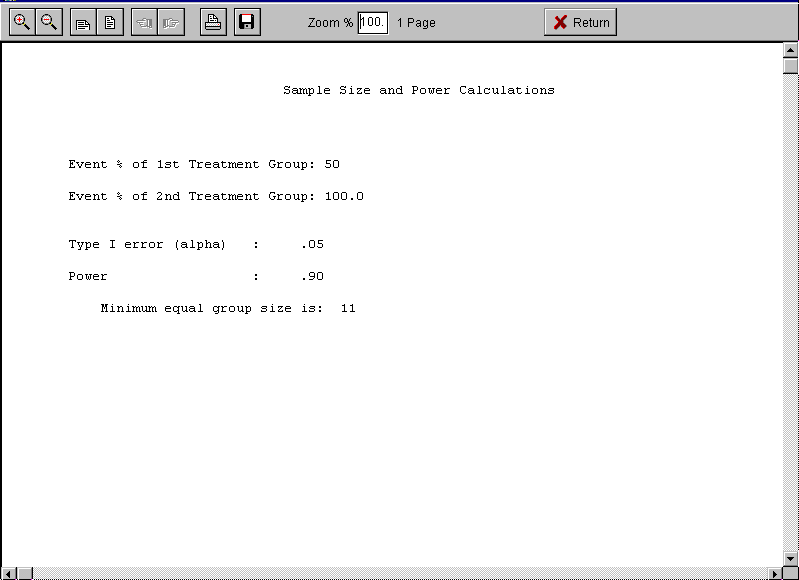 Zoom % 100. 1 Page Return
Sample Size and Power Calculations
Event % of 1st Treatment Group: 50
Event % of 2nd Treatment Group: 100.0
Type I error (alpha) : .05
Power : .90
Minimum equal group size is: 11